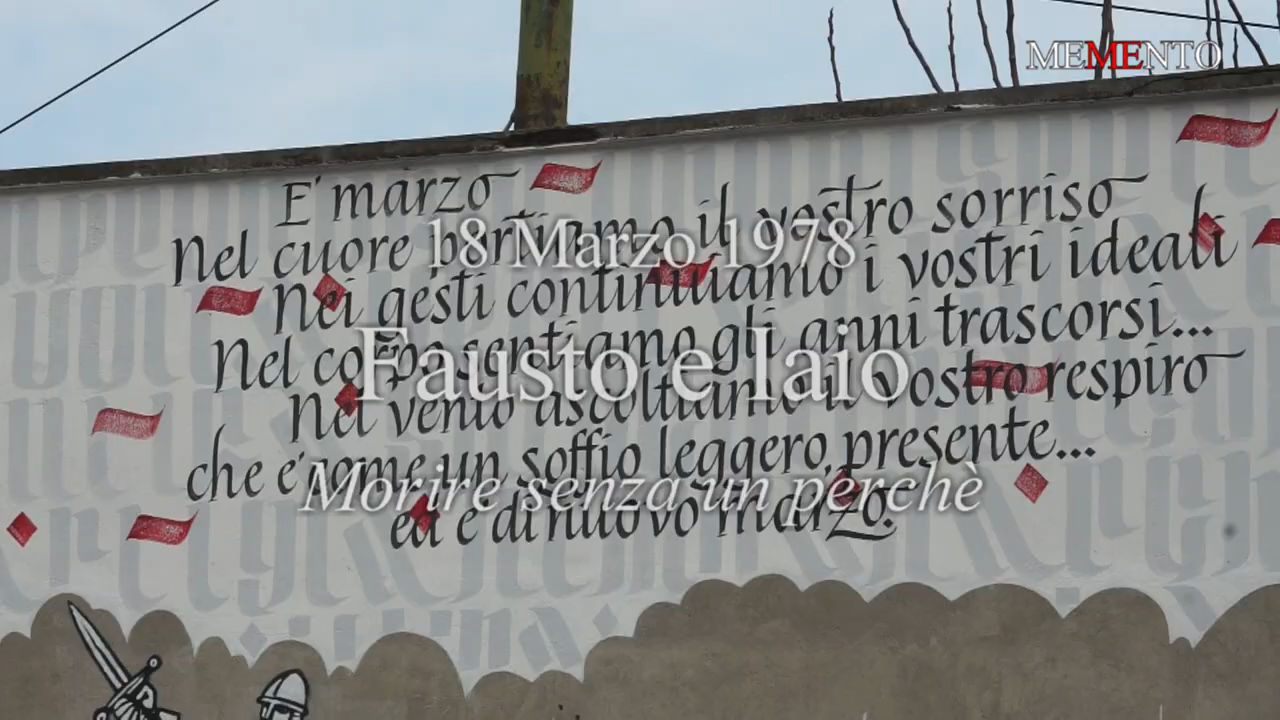 MEMENTO
E' marzo
Nel cuore portiamo il vostro sorriso
Nei gesti continuiamo i vostri ideali
Nel corpo sentiamo gli anni trascorsi...
Nel vento ascoltiamo il vostro respiro
che e' come un soffio leggero, presente...
ed e' di nuovo marzo.
18 Marzo 1978
Fausto e Iaio
Morire senza un perchè